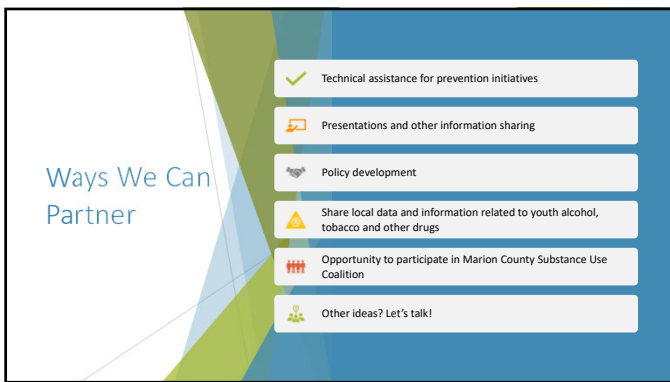 Ways We Can
Partner
Technical assistance for prevention initiatives
Presentations and other information sharing
Policy development
Share local data and information related to youth alcohol,
tobacco and other drugs
Opportunity to participate in Marion County Substance Use
Coalition
Other ideas? Let's talk!